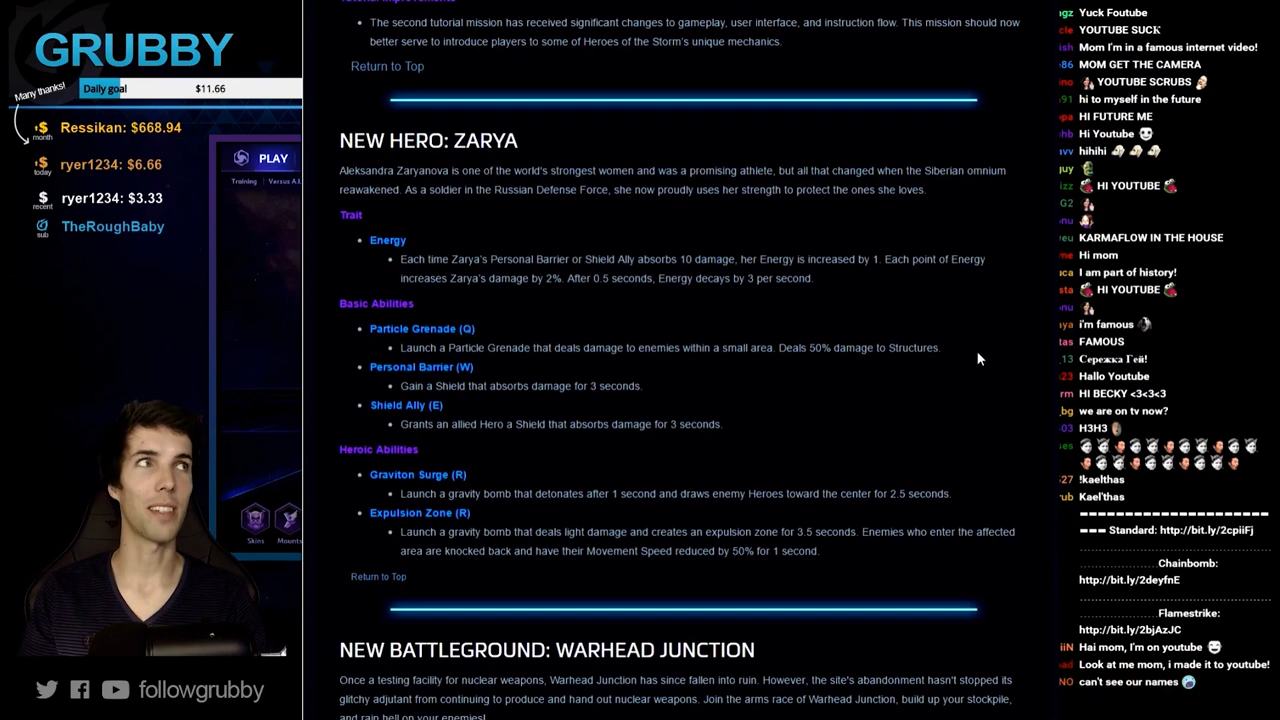 GRUBBY
Many thanks!
Daily goal
$11.66
$ month Ressikan: $668.94
$ today ryer1234: $6.66
$ recent ryer1234: $3.33
sub TheRoughBaby
PLAY
Training
Versus A.I.
Skins
Mounts
followgrubby
The second tutorial mission has received significant changes to gameplay, user interface, and instruction flow. This mission should now
better serve to introduce players to some of Heroes of the Storm's unique mechanics.
Return to Top
NEW HERO: ZARYA
Aleksandra Zaryanova is one of the world's strongest women and was a promising athlete, but all that changed when the Siberian omnium
reawakened. As a soldier in the Russian Defense Force, she now proudly uses her strength to protect the ones she loves.
Trait
Energy
Each time Zarya's Personal Barrier or Shield Ally absorbs 10 damage, her Energy is increased by 1. Each point of Energy
increases Zarya's damage by 2%. After 0.5 seconds, Energy decays by 3 per second.
Basic Abilities
Particle Grenade (Q)
Launch a Particle Grenade that deals damage to enemies within a small area. Deals 50% damage to Structures.
Personal Barrier (W)
Gain a Shield that absorbs damage for 3 seconds.
Shield Ally (E)
Grants an allied Hero a Shield that absorbs damage for 3 seconds.
Heroic Abilities
Graviton Surge (R)
Launch a gravity bomb that detonates after 1 second and draws enemy Heroes toward the center for 2.5 seconds.
Expulsion Zone (R)
Launch a gravity bomb that deals light damage and creates an expulsion zone for 3.5 seconds. Enemies who enter the affected
area are knocked back and have their Movement Speed reduced by 50% for 1 second.
Return to Top
NEW BATTLEGROUND: WARHEAD JUNCTION
Once a testing facility for nuclear weapons, Warhead Junction has since fallen into ruin. However, the site's abandonment hasn't stopped its
glitchy adjutant from continuing to produce and hand out nuclear weapons. Join the arms race of Warhead Junction, build up your stockpile,
and rain hell on your enemies!
Yuck Foutube
YOUTUBE SUCK
Mom I'm in a famous internet video!
MOM GET THE CAMERA
YOUTUBE SCRUBS
hi to myself in the future
HI FUTURE ME
Hi Youtube
hihihi
guy
HI YOUTUBE
KARMAFLOW IN THE HOUSE
Hi mom
I am part of history!
HI YOUTUBE
i'm famous
FAMOUS
Сережка Гей!
Hallo Youtube
HI BECKY <3<3<3
we are on tv now?
H3H3
!kaelthas
Kael'thas
Standard: http://bit.ly/2cpiiFj
Chainbomb:
http://bit.ly/2deyfnE
Flamestrike:
http://bit.ly/2bjAzJC
Hai mom, I'm on youtube
Look at me mom, i made it to youtube!
can't see our names